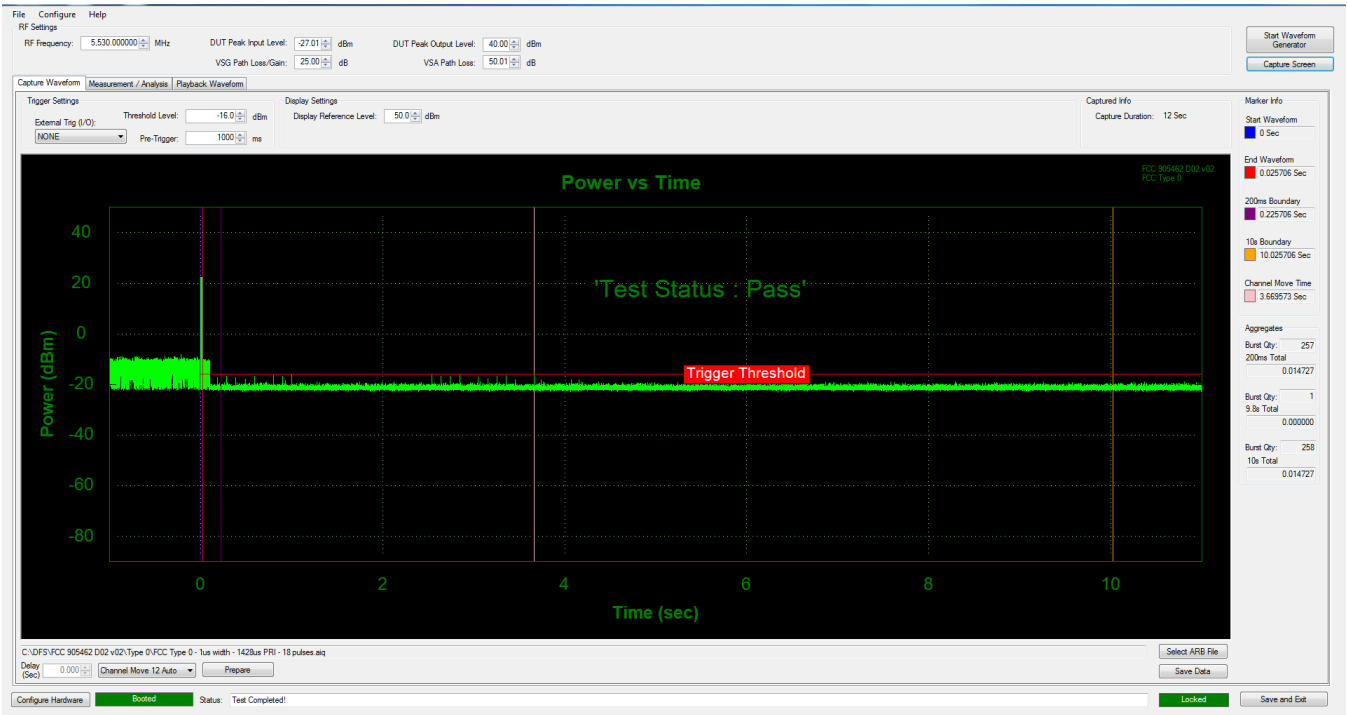 File Configure Help
RF Settings
RF Frequency: 5,530.000000 MHz DUT Peak Input Level: -27.01 dBm DUT Peak Output Level: 40.00 dBm
VSG Path Loss/Gain: 25.00 dB VSA Path Loss: 50.01 dB
Start Waveform Generator
Capture Screen
Capture Waveform Measurement / Analysis Playback Waveform
Trigger Settings
External Trig (I/O): Threshold Level: -16.0 dBm
NONE Pre-Trigger: 1000 ms
Display Settings
Display Reference Level: 50.0 dBm
Captured Info
Capture Duration: 12 Sec
Marker Info
Start Waveform
0 Sec
End Waveform
0.025706 Sec
200ms Boundary
0.225706 Sec
10s Boundary
10.025706 Sec
Channel Move Time
3.669573 Sec
Aggregates
Burst Qty: 257
200ms Total
0.014727
Burst Qty: 1
9.8s Total
0.000000
Burst Qty: 258
10s Total
0.014727
Power vs Time
FCC 905462 D02 v02
FCC Type 0
'Test Status : Pass'
Trigger Threshold
Power (dBm)
40
20
0
-20
-40
-60
-80
0 2 4 6 8 10
Time (sec)
C:\DFS\FCC 905462 D02 v02\Type 0\FCC Type 0 - 1us width - 1428us PRI - 18 pulses.aiq
Select ARB File
Delay (Sec) 0.000 Channel Move 12 Auto Prepare
Save Data
Configure Hardware Booted Status: Test Completed! Locked Save and Exit